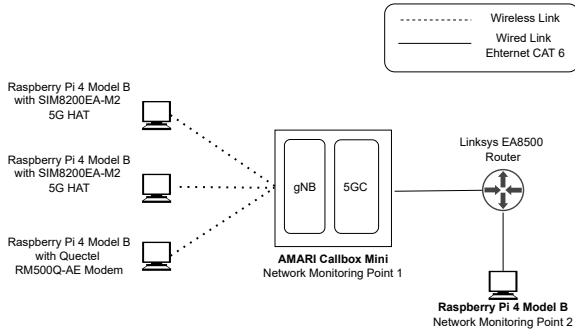 Wireless Link
Wired Link
Ehternet CAT 6
Raspberry Pi 4 Model B
with SIM8200EA-M2
5G HAT
Raspberry Pi 4 Model B
with SIM8200EA-M2
5G HAT
Raspberry Pi 4 Model B
with Quectel
RM500Q-AE Modem
gNB
5GC
AMARI Callbox Mini
Network Monitoring Point 1
Linksys EA8500
Router
Raspberry Pi 4 Model B
Network Monitoring Point 2